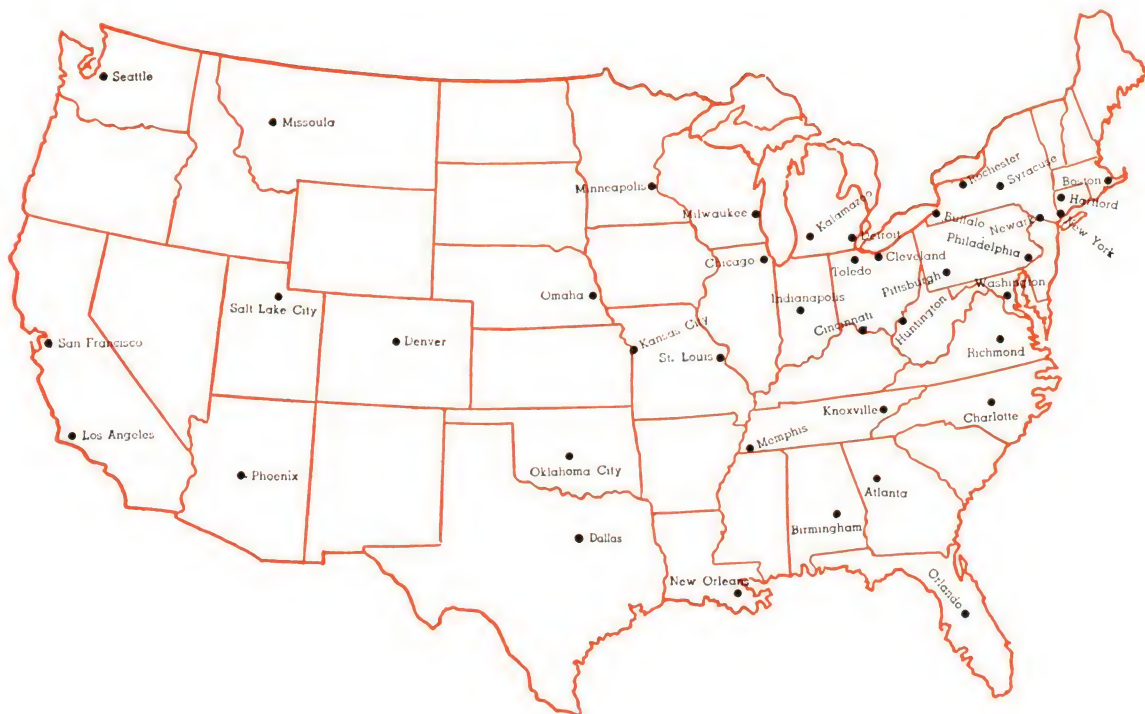 Seattle
Missoula
Minneapolis
Milwaukee
Kalamazoo
Detroit
Rochester
Syracuse
Boston
Hartford
Buffalo
Newark
New York
Philadelphia
Chicago
Toledo
Cleveland
Pittsburgh
Washington
Salt Lake City
Omaha
Indianapolis
Cincinnati
Huntington
San Francisco
Denver
Kansas City
St. Louis
Richmond
Los Angeles
Knoxville
Charlotte
Memphis
Phoenix
Oklahoma City
Atlanta
Birmingham
Dallas
New Orleans
Orlando